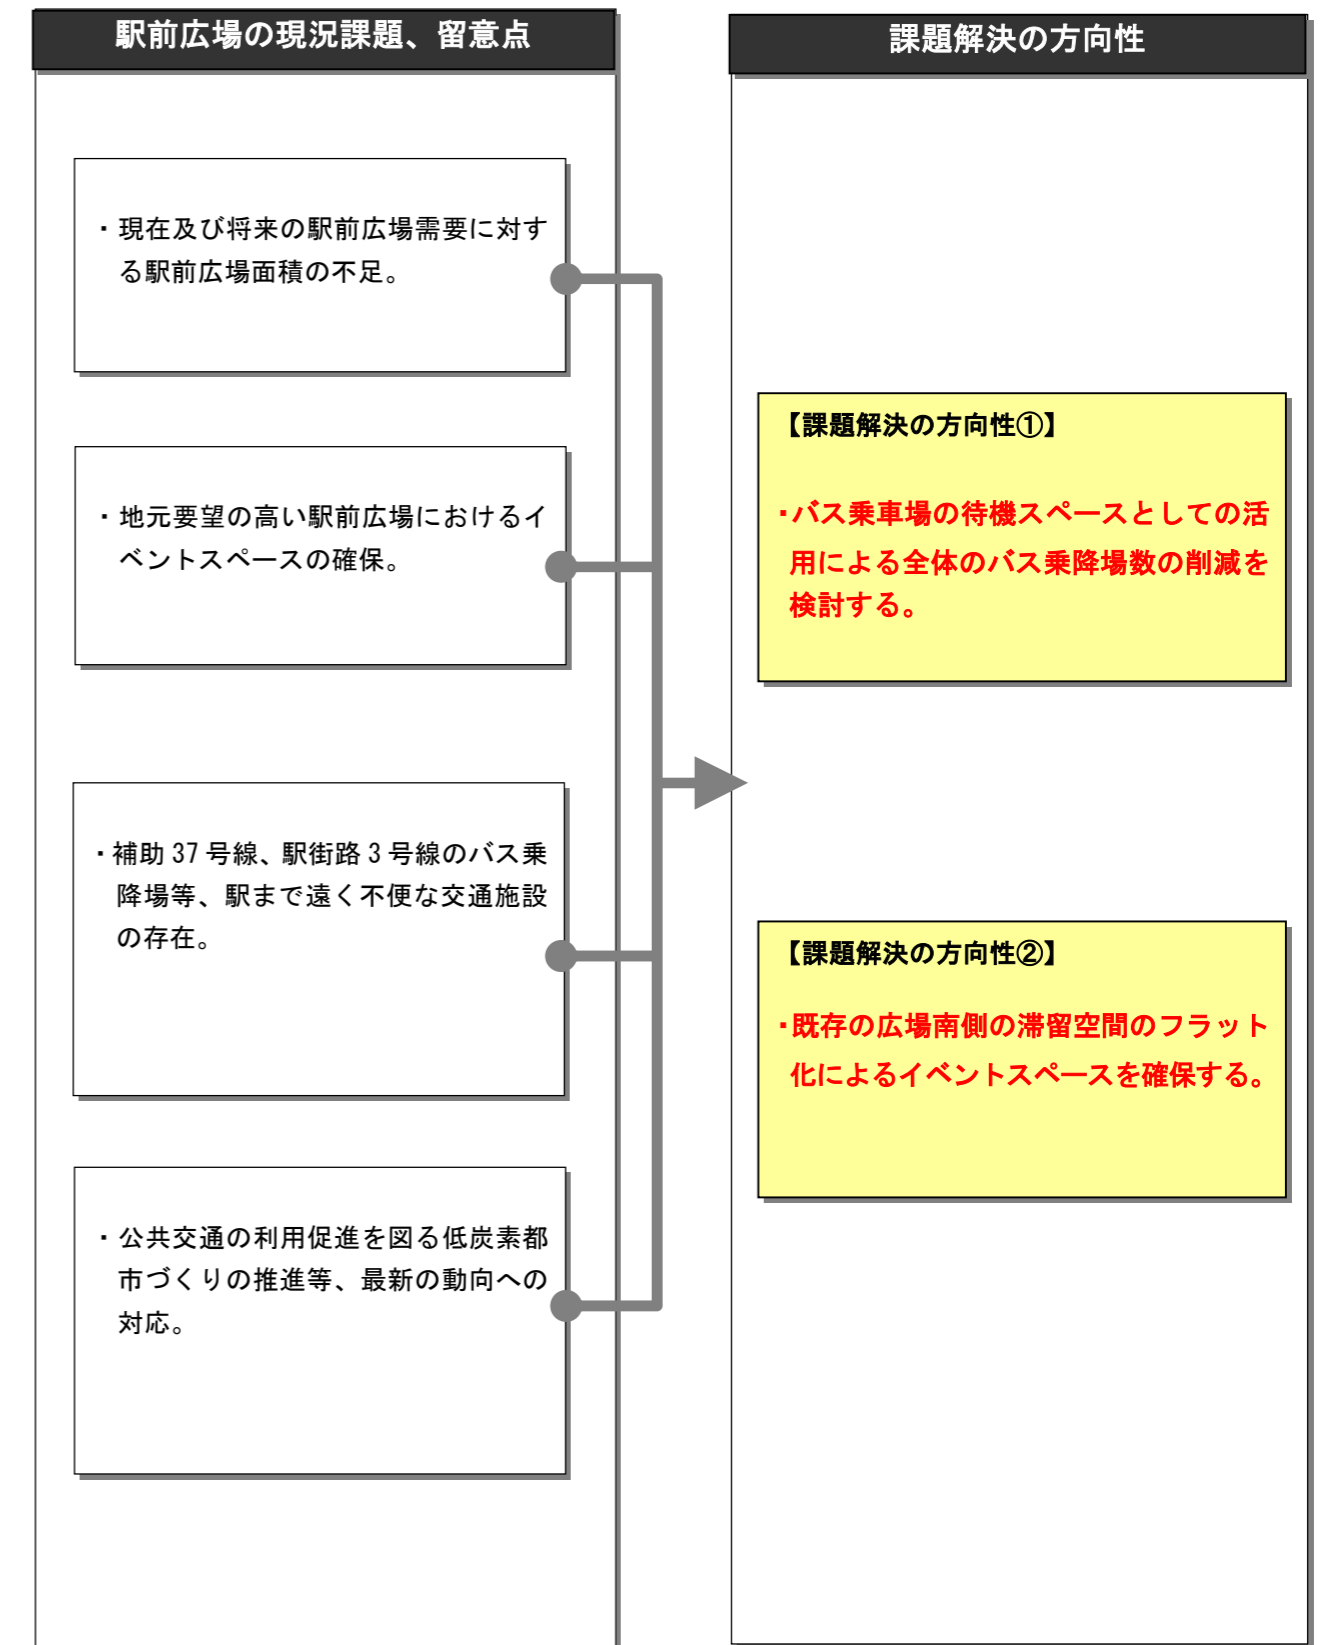 駅前広場の現況課題、留意点
・現在及び将来の駅前広場需要に対す
る駅前広場面積の不足。
・地元要望の高い駅前広場におけるイ
ベントスペースの確保。
・補助 37 号線、駅街路 3 号線のバス乗
降場等、駅まで遠く不便な交通施設
の存在。
・公共交通の利用促進を図る低炭素都
市づくりの推進等、最新の動向への
対応。
課題解決の方向性
【課題解決の方向性①】
・バス乗車場の待機スペースとしての活
用による全体のバス乗降場数の削減を
検討する。
【課題解決の方向性②】
・既存の広場南側の滞留空間のフラット
化によるイベントスペースを確保する。